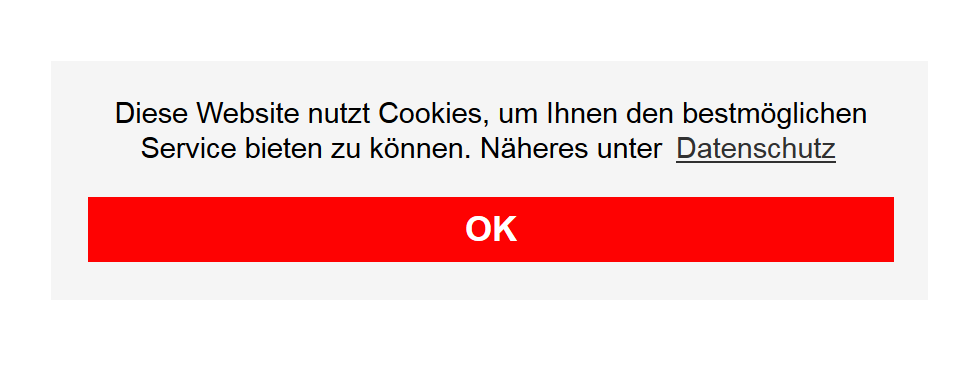 Diese Website nutzt Cookies, um Ihnen den bestmöglichen
Service bieten zu können. Näheres unter Datenschutz
OK